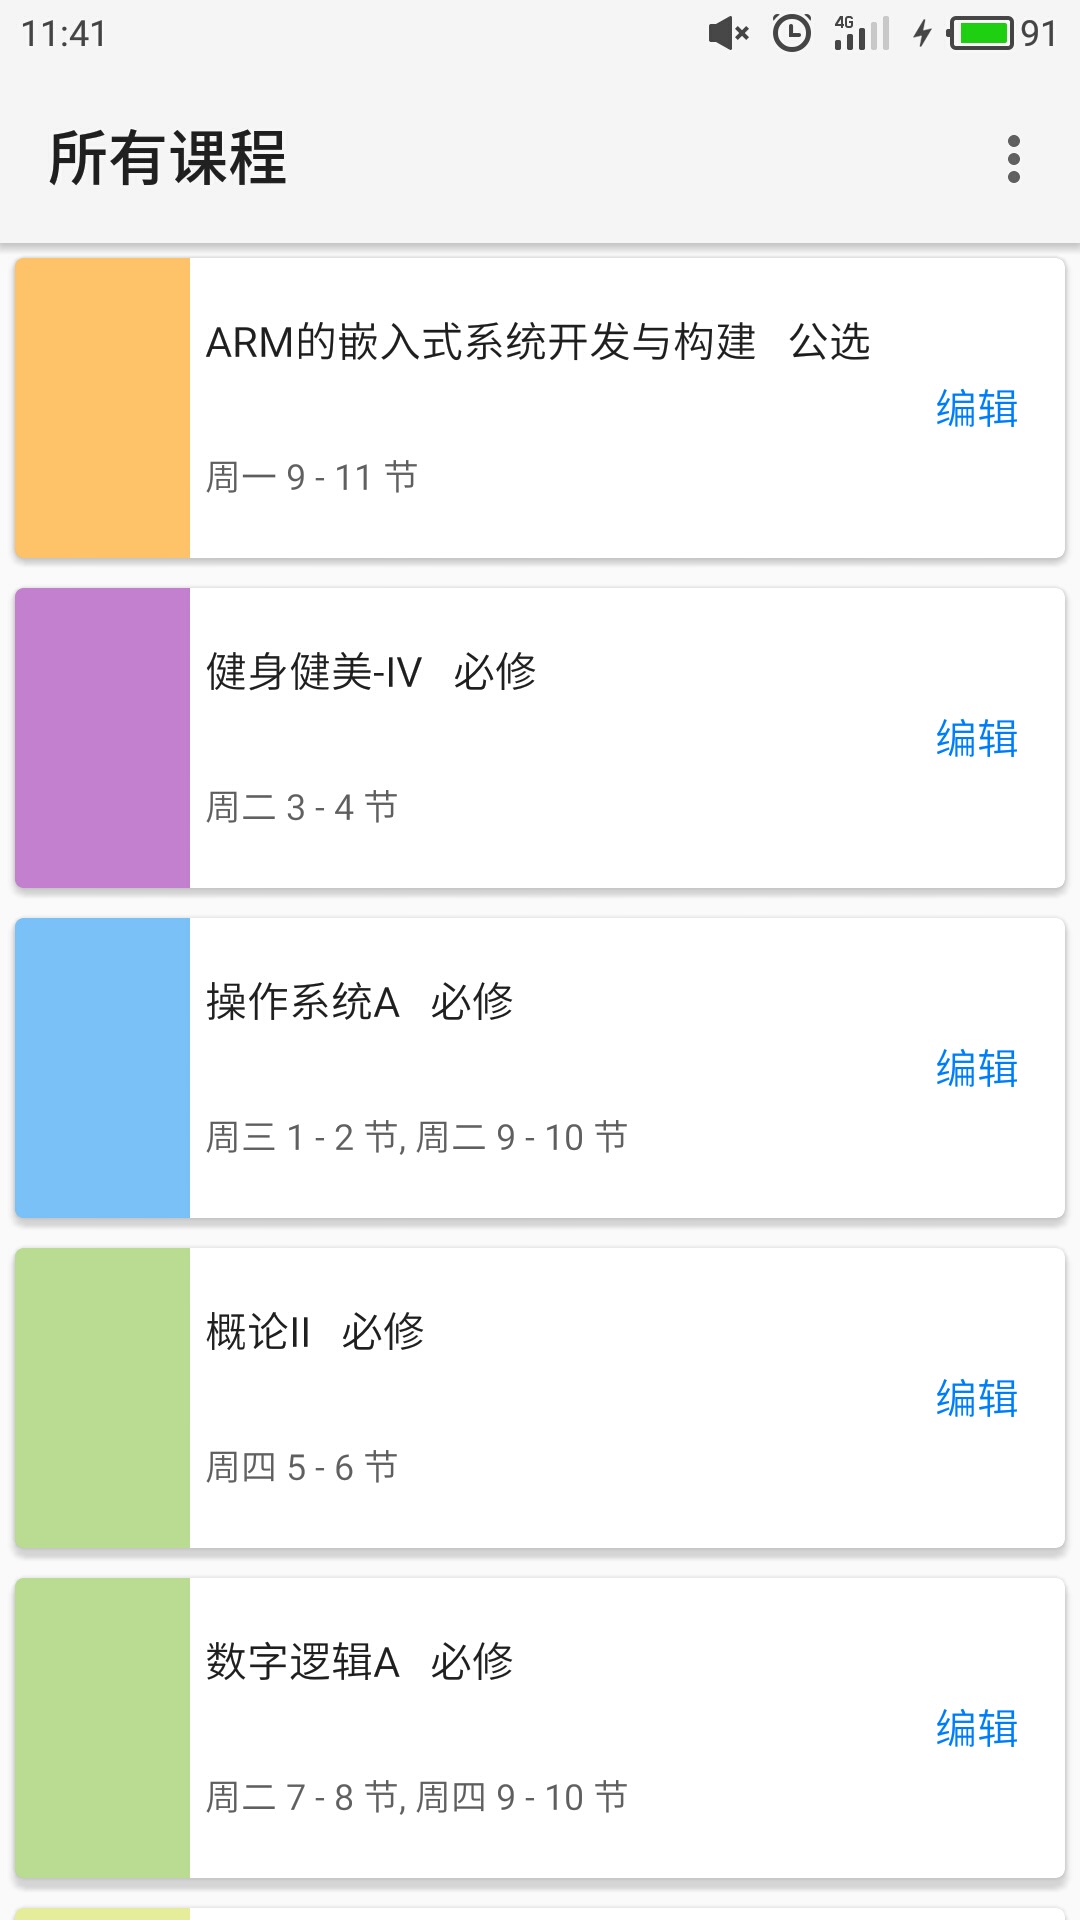 11:41 4G 91
所有课程
ARM的嵌入式系统开发与构建 公选
编辑
周一 9 - 11 节
健身健美-IV 必修
编辑
周二 3 - 4 节
操作系统A 必修
编辑
周三 1 - 2 节, 周二 9 - 10 节
概论II 必修
编辑
周四 5 - 6 节
数字逻辑A 必修
编辑
周二 7 - 8 节, 周四 9 - 10 节